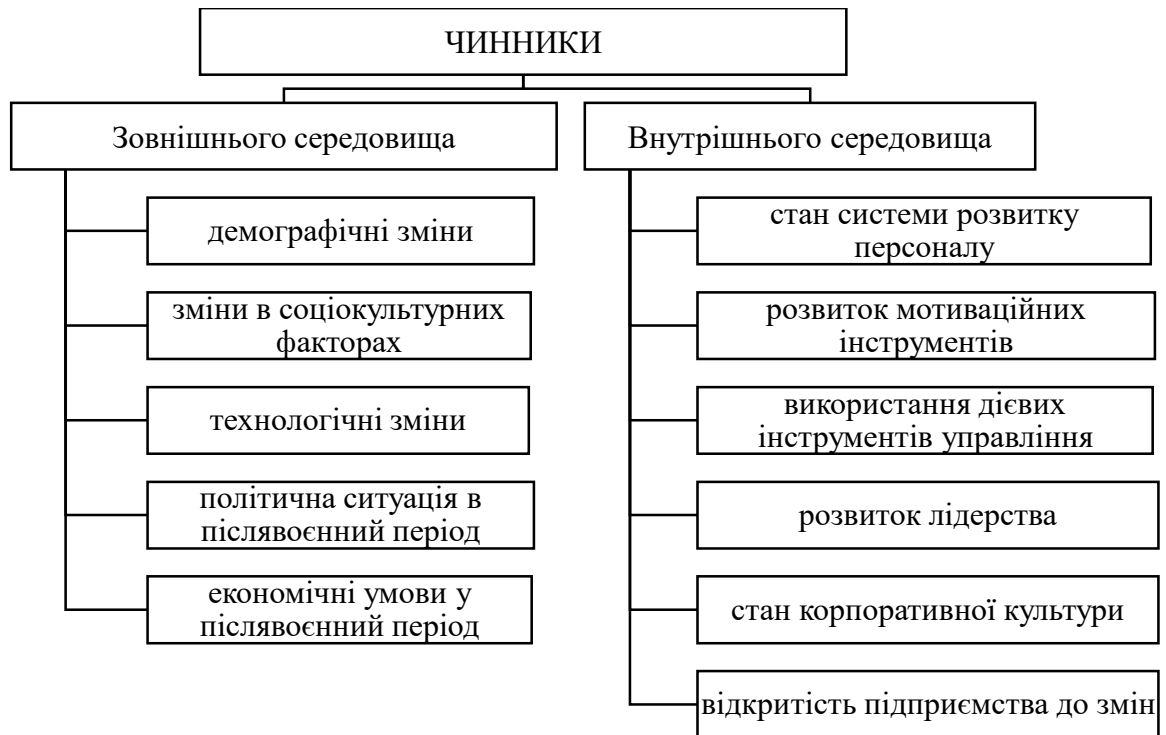 ЧИННИКИ
Зовнішнього середовища
демографічні зміни
зміни в соціокультурних
факторах
технологічні зміни
політична ситуація в
післявоєнний період
економічні умови у
післявоєнний період
Внутрішнього середовища
стан системи розвитку
персоналу
розвиток мотиваційних
інструментів
використання дієвих
інструментів управління
розвиток лідерства
стан корпоративної культури
відкритість підприємства до змін